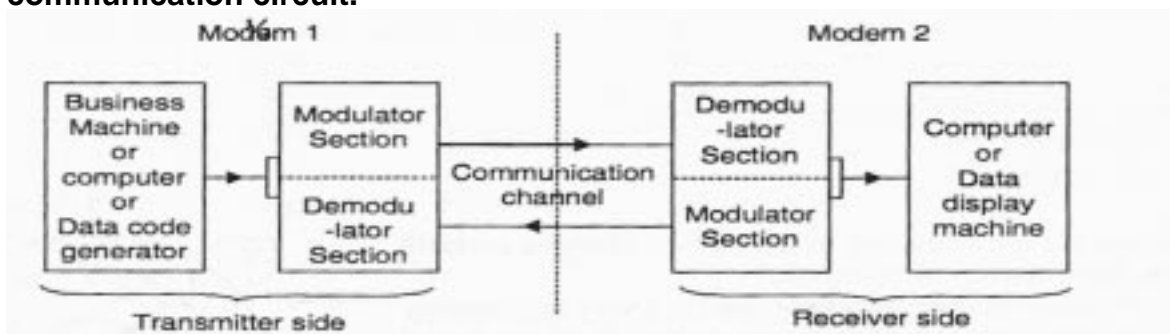 communication circuit.
Modem 1
Modem 2
Business
Machine
or
computer
or
Data code
generator
Modulator
Section
Demodu
-lator
Section
Communication
channel
Demodu
-lator
Section
Modulator
Section
Computer
or
Data
display
machine
Transmitter side
Receiver side